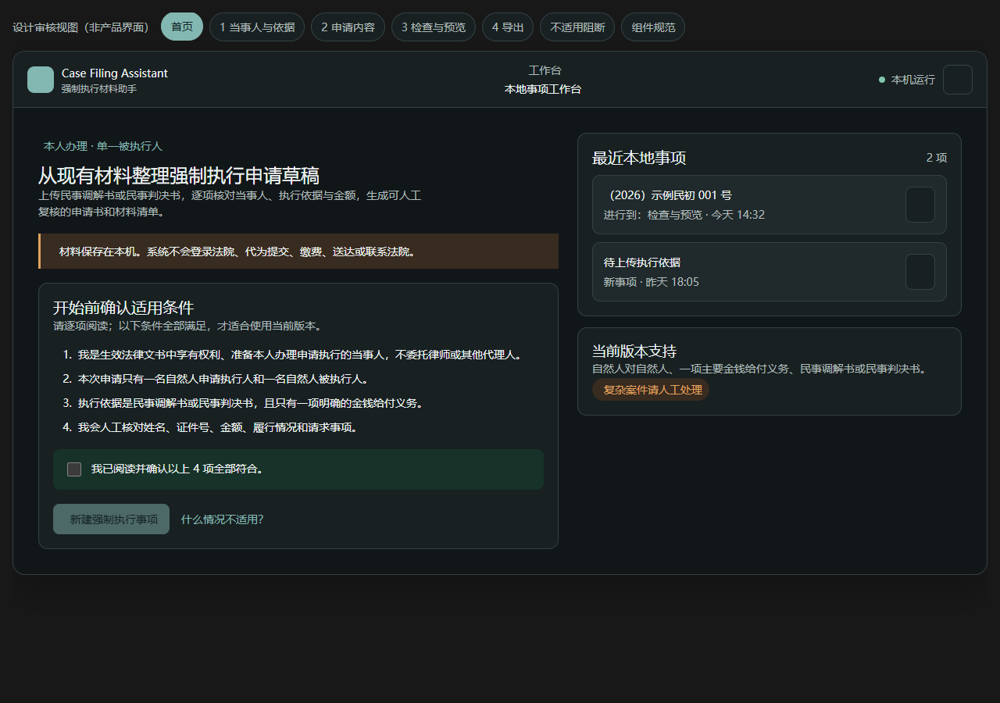 设计审核视图（非产品界面）
首页
1 当事人与依据
2 申请内容
3 检查与预览
4 导出
不适用阻断
组件规范
Case Filing Assistant
强制执行材料助手
工作台
本地事项工作台
本机运行
本人办理 · 单一被执行人
从现有材料整理强制执行申请草稿
上传民事调解书或民事判决书，逐项核对当事人、执行依据与金额，生成可人工
复核的申请书和材料清单。
材料保存在本机。系统不会登录法院、代为提交、缴费、送达或联系法院。
开始前确认适用条件
请逐项阅读；以下条件全部满足，才适合使用当前版本。
1. 我是生效法律文书中享有权利、准备本人办理申请执行的当事人，不委托律师或其他代理人。
2. 本次申请只有一名自然人申请执行人和一名自然人被执行人。
3. 执行依据是民事调解书或民事判决书，且只有一项明确的金钱给付义务。
4. 我会人工核对姓名、证件号、金额、履行情况和请求事项。
我已阅读并确认以上 4 项全部符合。
新建强制执行事项
什么情况不适用？
最近本地事项
2 项
（2026）示例民初 001 号
进行到：检查与预览 · 今天 14:32
待上传执行依据
新事项 · 昨天 18:05
当前版本支持
自然人对自然人、一项主要金钱给付义务、民事调解书或民事判决书。
复杂案件请人工处理